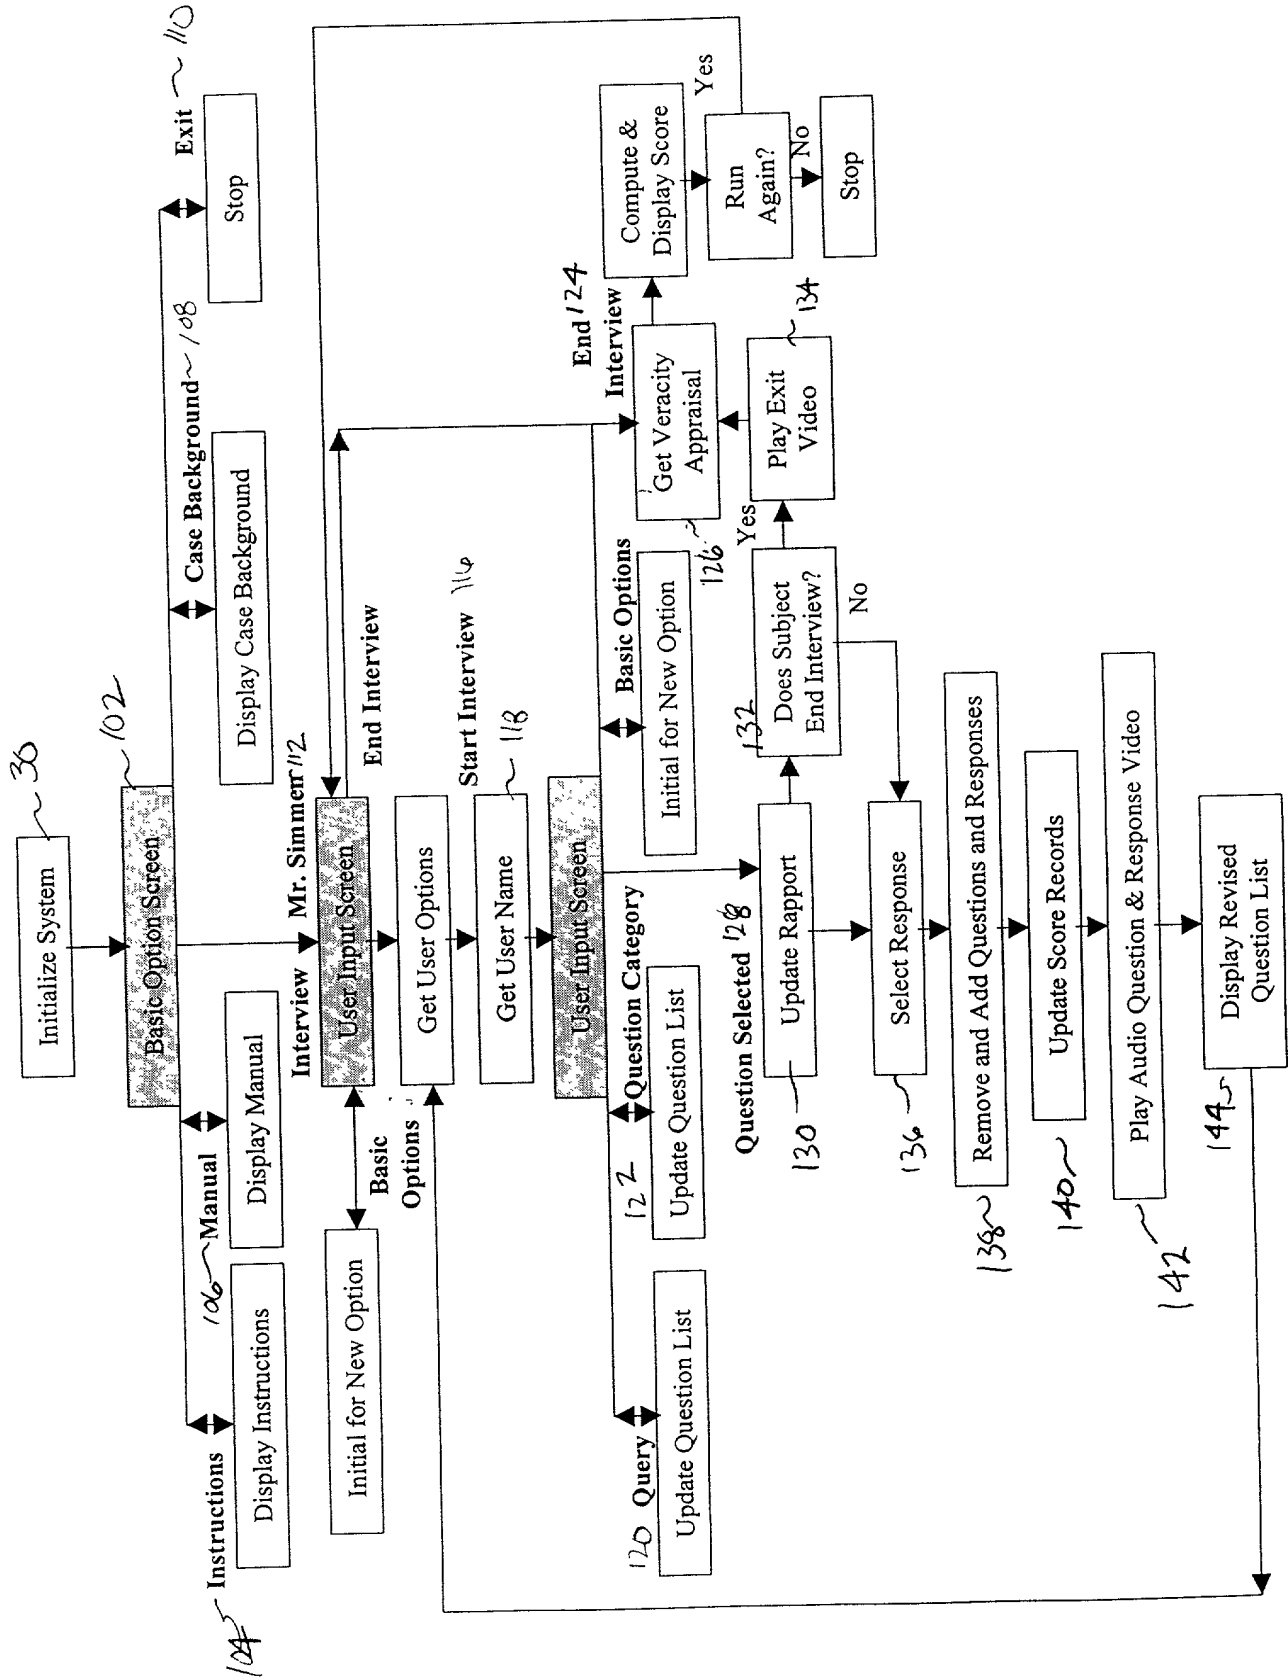 Initialize System
30
Basic Option Screen
102
104 Instructions
Display Instructions
106 Manual
Display Manual
Case Background 108
Display Case Background
Exit 110
Stop
Interview Mr. Simmen 112
User Input Screen
Basic
Options
Initial for New Option
End Interview
Get User Options
Start Interview 116
Get User Name
118
User Input Screen
120 Query
Update Question List
122
Question Category
Update Question List
Basic Options
Initial for New Option
End 124
Interview
Get Veracity
Appraisal
126
Compute &
Display Score
Run
Again?
Yes
No
Stop
Question Selected 128
130
Update Rapport
132
Does Subject
End Interview?
Yes
No
Play Exit
Video
134
136
Select Response
138
Remove and Add Questions and Responses
140
Update Score Records
142
Play Audio Question & Response Video
144
Display Revised
Question List